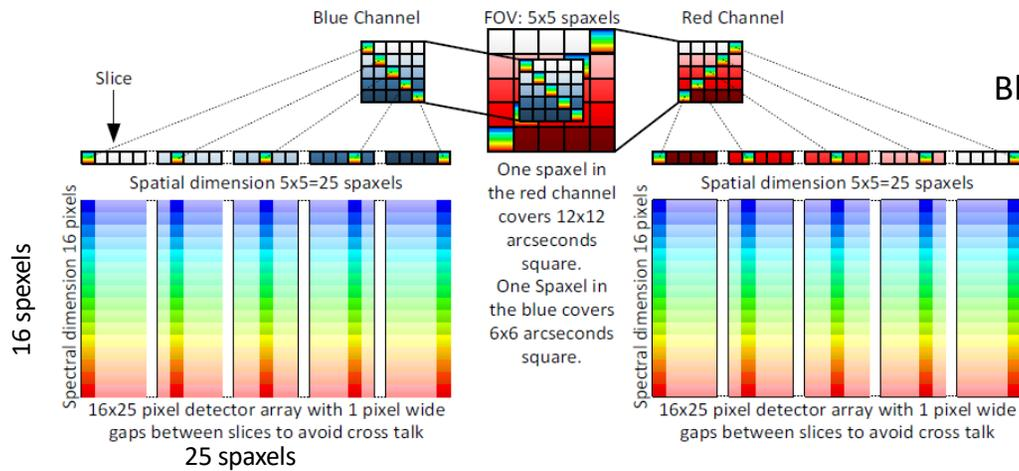 Blue Channel
FOV: 5x5 spaxels
Red Channel
Slice
Bl
Spatial dimension 5x5=25 spaxels
One spaxel in
the red channel
covers 12x12
arcseconds
square.
One Spaxel in
the blue covers
6x6 arcseconds
square.
Spatial dimension 5x5=25 spaxels
16 spexels
Spectral dimension 16 pixels
Spectral dimension 16 pixels
16x25 pixel detector array with 1 pixel wide
gaps between slices to avoid cross talk
25 spaxels
16x25 pixel detector array with 1 pixel wide
gaps between slices to avoid cross talk